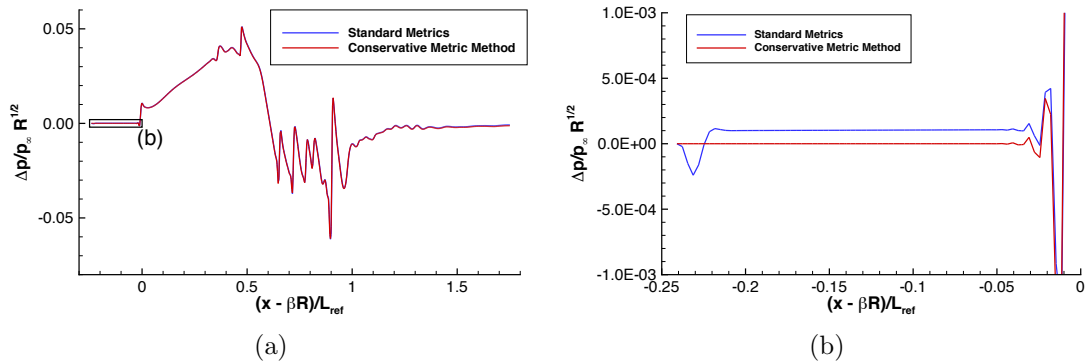 Standard Metrics
Conservative Metric Method
0.05
0.00
-0.05
Δp/p∞ R^1/2
(b)
0
0.5
1
1.5
(x - βR)/L_ref
(a)
Standard Metrics
Conservative Metric Method
1.0E-03
5.0E-04
0.0E+00
-5.0E-04
-1.0E-03
Δp/p∞ R^1/2
-0.25
-0.2
-0.15
-0.1
-0.05
0
(x - βR)/L_ref
(b)